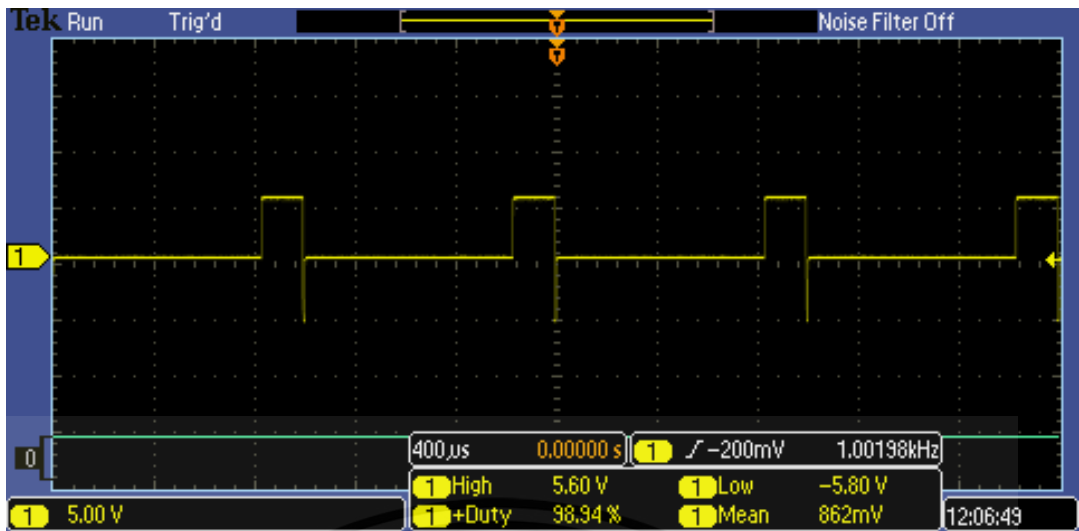 Tek Run Trig'd Noise Filter Off
T
T
1
0
400µs 0.00000 s 1 -200mV 1.00198kHz
1 High 5.60 V 1 Low -5.80 V
1 5.00 V 1 +Duty 98.94 % 1 Mean 862mV 12:06:49